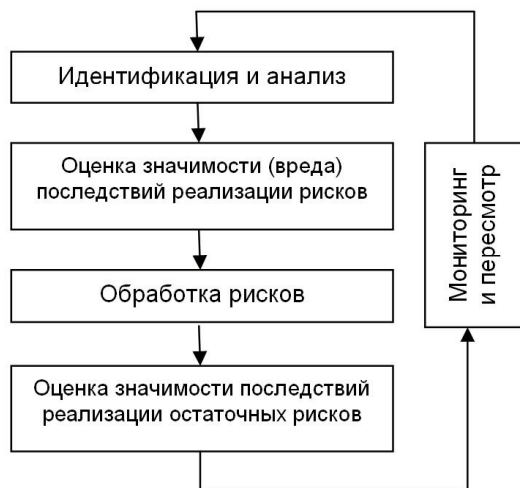 Идентификация и анализ
Оценка значимости (вреда)
последствий реализации рисков
Обработка рисков
Оценка значимости последствий
реализации остаточных рисков
Мониторинг
и пересмотр